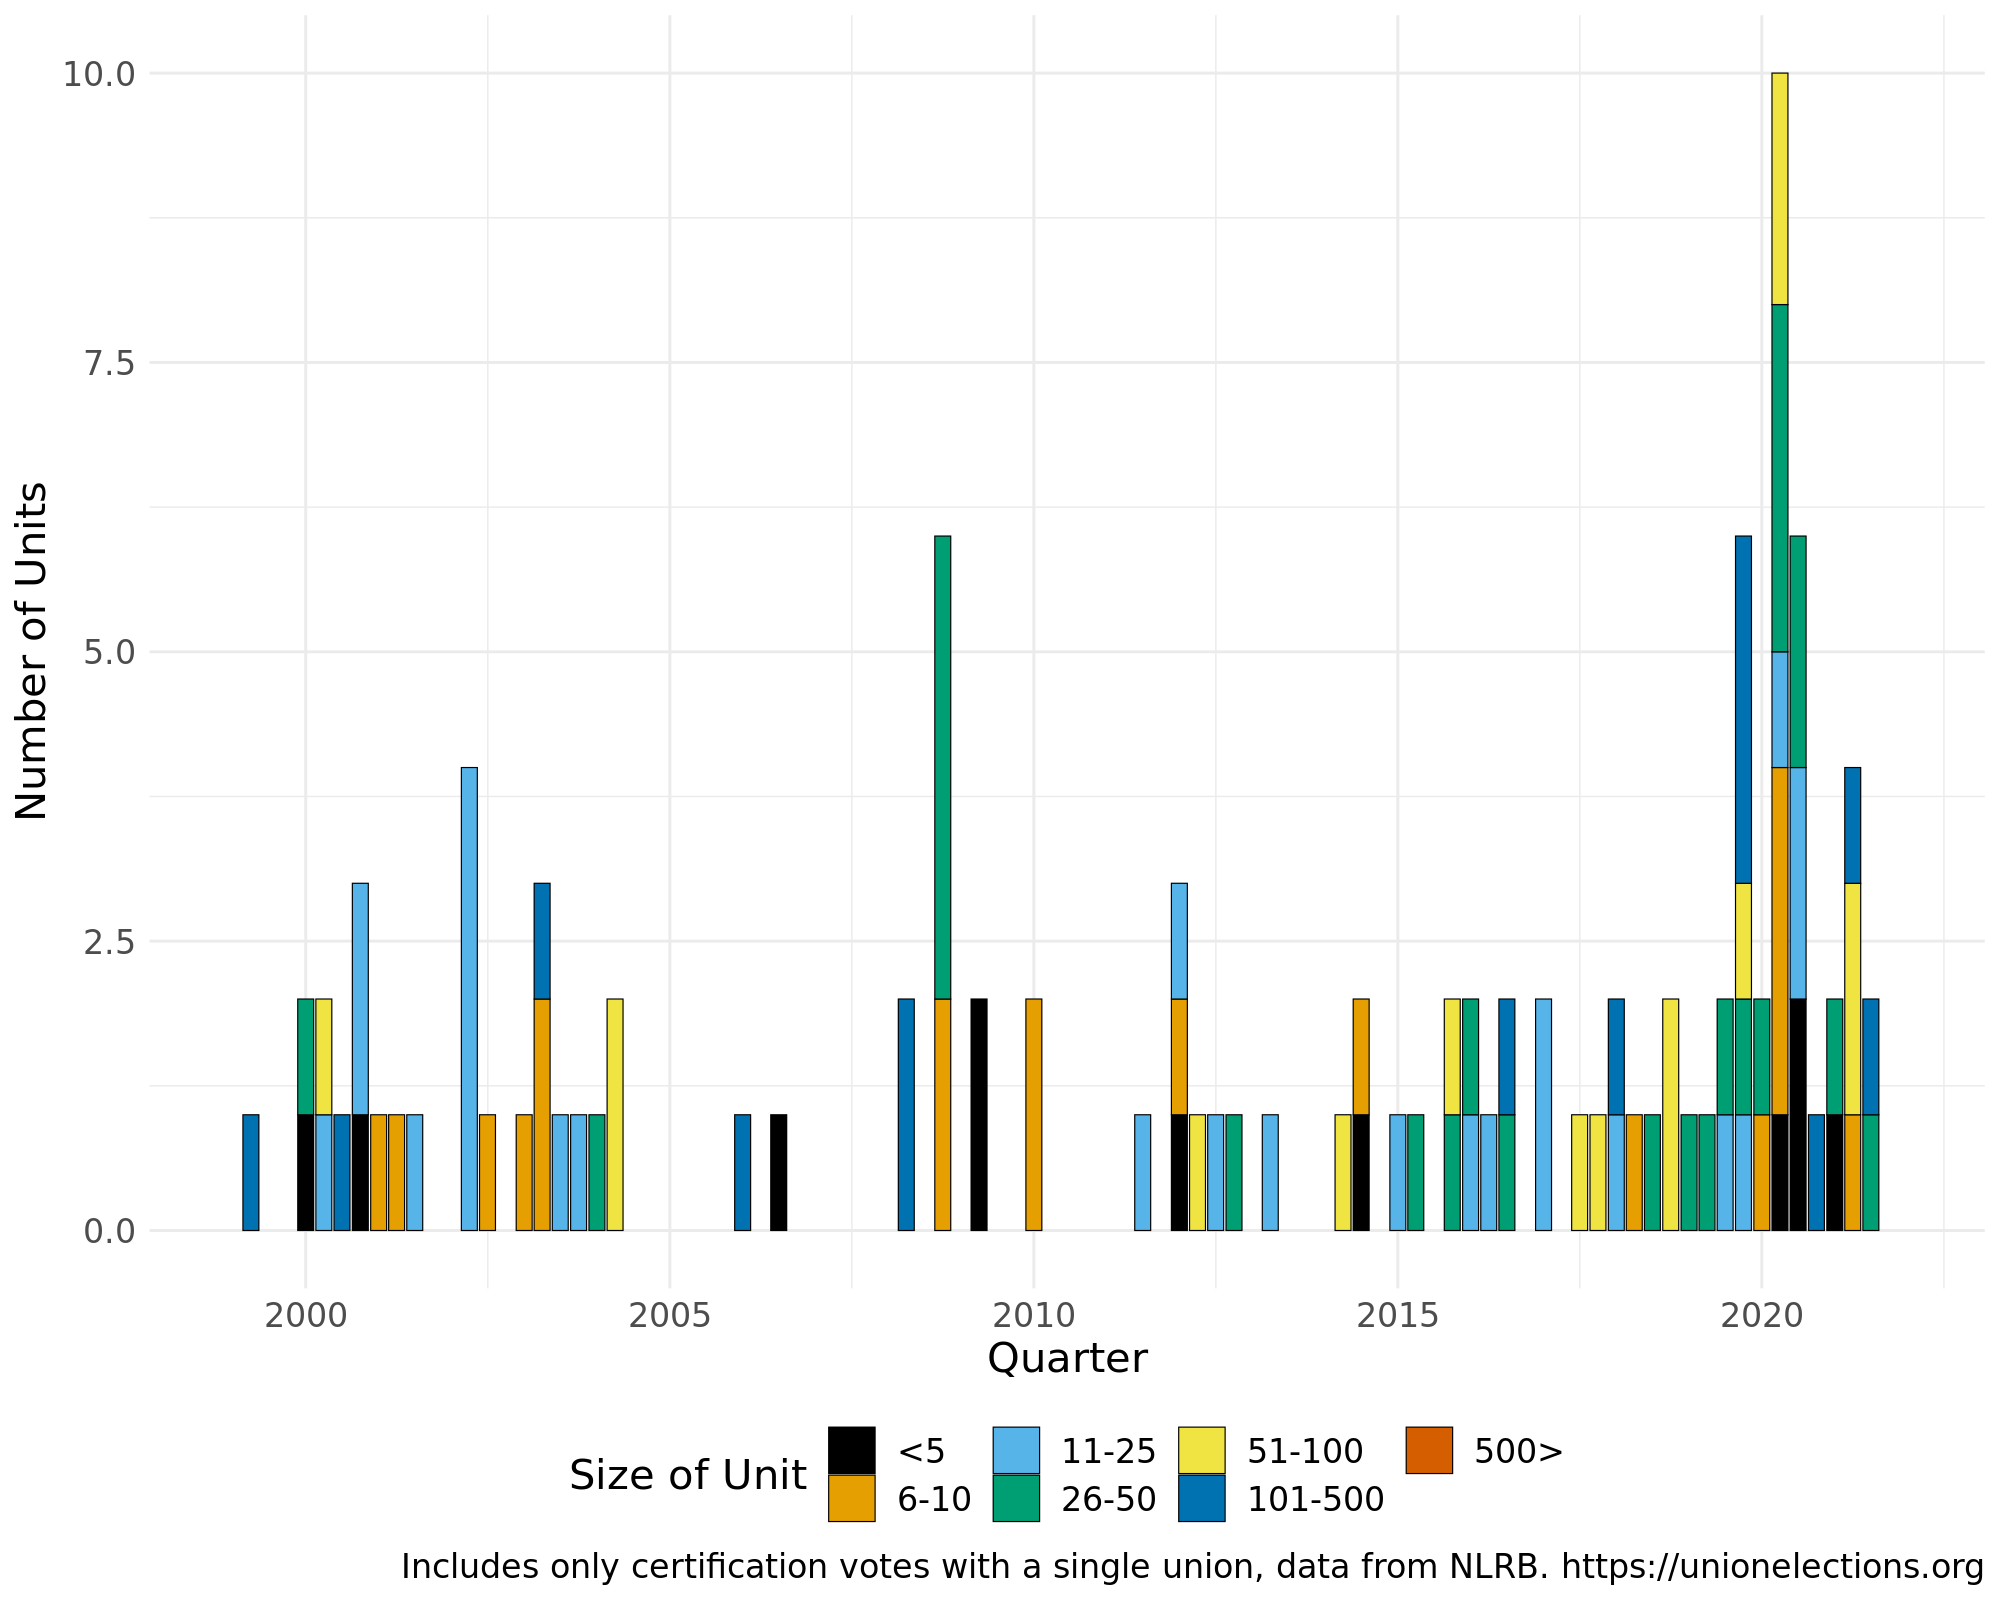 10.0
7.5
5.0
2.5
0.0
Number of Units
2000 2005 2010 2015 2020
Quarter
Size of Unit
<5 11-25 51-100 500>
6-10 26-50 101-500
Includes only certification votes with a single union, data from NLRB. https://unionelections.org